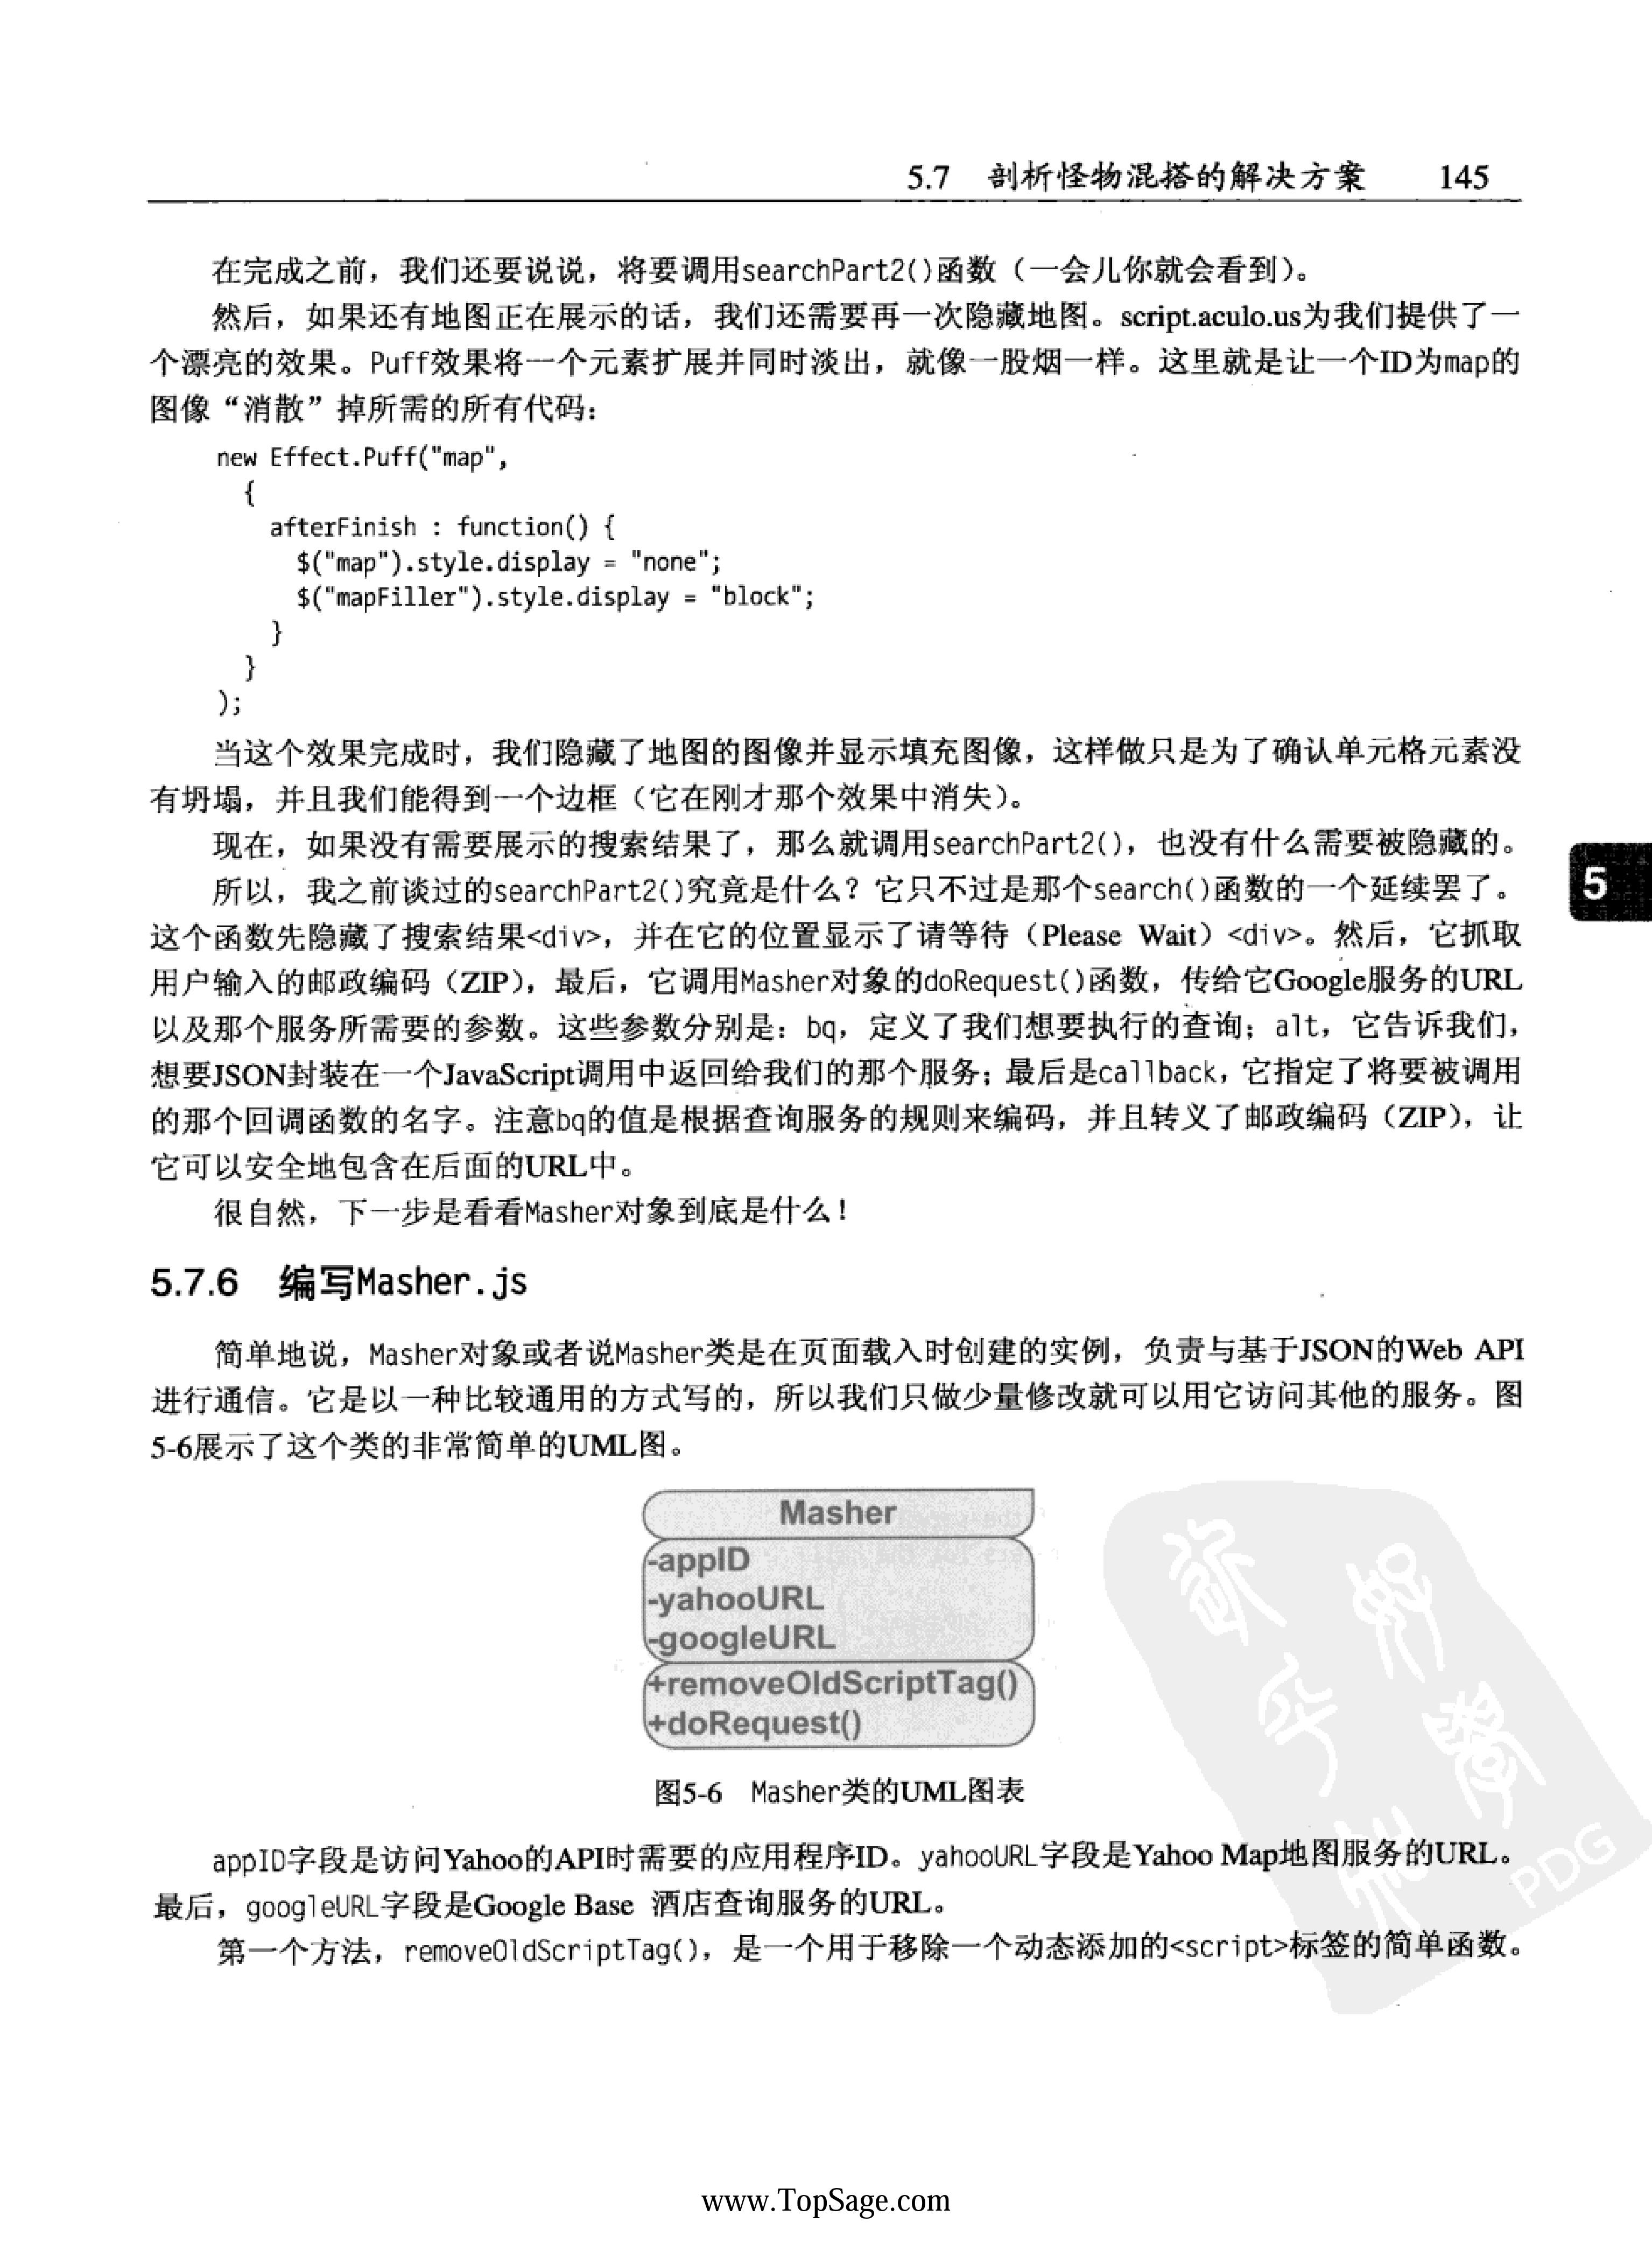 5.7 剖析怪物混搭的解决方案 145
在完成之前，我们还要说说，将要调用searchPart2()函数（一会儿你就会看到）。
然后，如果还有地图正在展示的话，我们还需要再一次隐藏地图。script.aculo.us为我们提供了一
个漂亮的效果。Puff效果将一个元素扩展并同时淡出，就像一股烟一样。这里就是让一个ID为map的
图像“消散”掉所需的所有代码：
new Effect.Puff("map",
{
afterFinish : function() {
$("map").style.display = "none";
$("mapFiller").style.display = "block";
}
}
);
当这个效果完成时，我们隐藏了地图的图像并显示填充图像，这样做只是为了确认单元格元素没
有坍塌，并且我们能得到一个边框（它在刚才那个效果中消失）。
现在，如果没有需要展示的搜索结果了，那么就调用searchPart2()，也没有什么需要被隐藏的。
所以，我之前谈过的searchPart2()究竟是什么？它只不过是那个search()函数的一个延续罢了。
5
这个函数先隐藏了搜索结果<div>，并在它的位置显示了请等待（Please Wait）<div>。然后，它抓取
用户输入的邮政编码（ZIP），最后，它调用Masher对象的doRequest()函数，传给它Google服务的URL
以及那个服务所需要的参数。这些参数分别是：bq，定义了我们想要执行的查询；alt，它告诉我们，
想要JSON封装在一个JavaScript调用中返回给我们的那个服务；最后是callback，它指定了将要被调用
的那个回调函数的名字。注意bq的值是根据查询服务的规则来编码，并且转义了邮政编码（ZIP），让
它可以安全地包含在后面的URL中。
很自然，下一步是看看Masher对象到底是什么！
5.7.6 编写Masher.js
简单地说，Masher对象或者说Masher类是在页面载入时创建的实例，负责与基于JSON的Web API
进行通信。它是以一种比较通用的方式写的，所以我们只做少量修改就可以用它访问其他的服务。图
5-6展示了这个类的非常简单的UML图。
Masher
-appID
-yahooURL
-googleURL
+removeOldScriptTag()
+doRequest()
图5-6 Masher类的UML图表
appID字段是访问Yahoo的API时需要的应用程序ID。yahooURL字段是Yahoo Map地图服务的URL。
最后，googleURL字段是Google Base 酒店查询服务的URL。
第一个方法，removeOldScriptTag()，是一个用于移除一个动态添加的<script>标签的简单函数。
PDG
www.TopSage.com